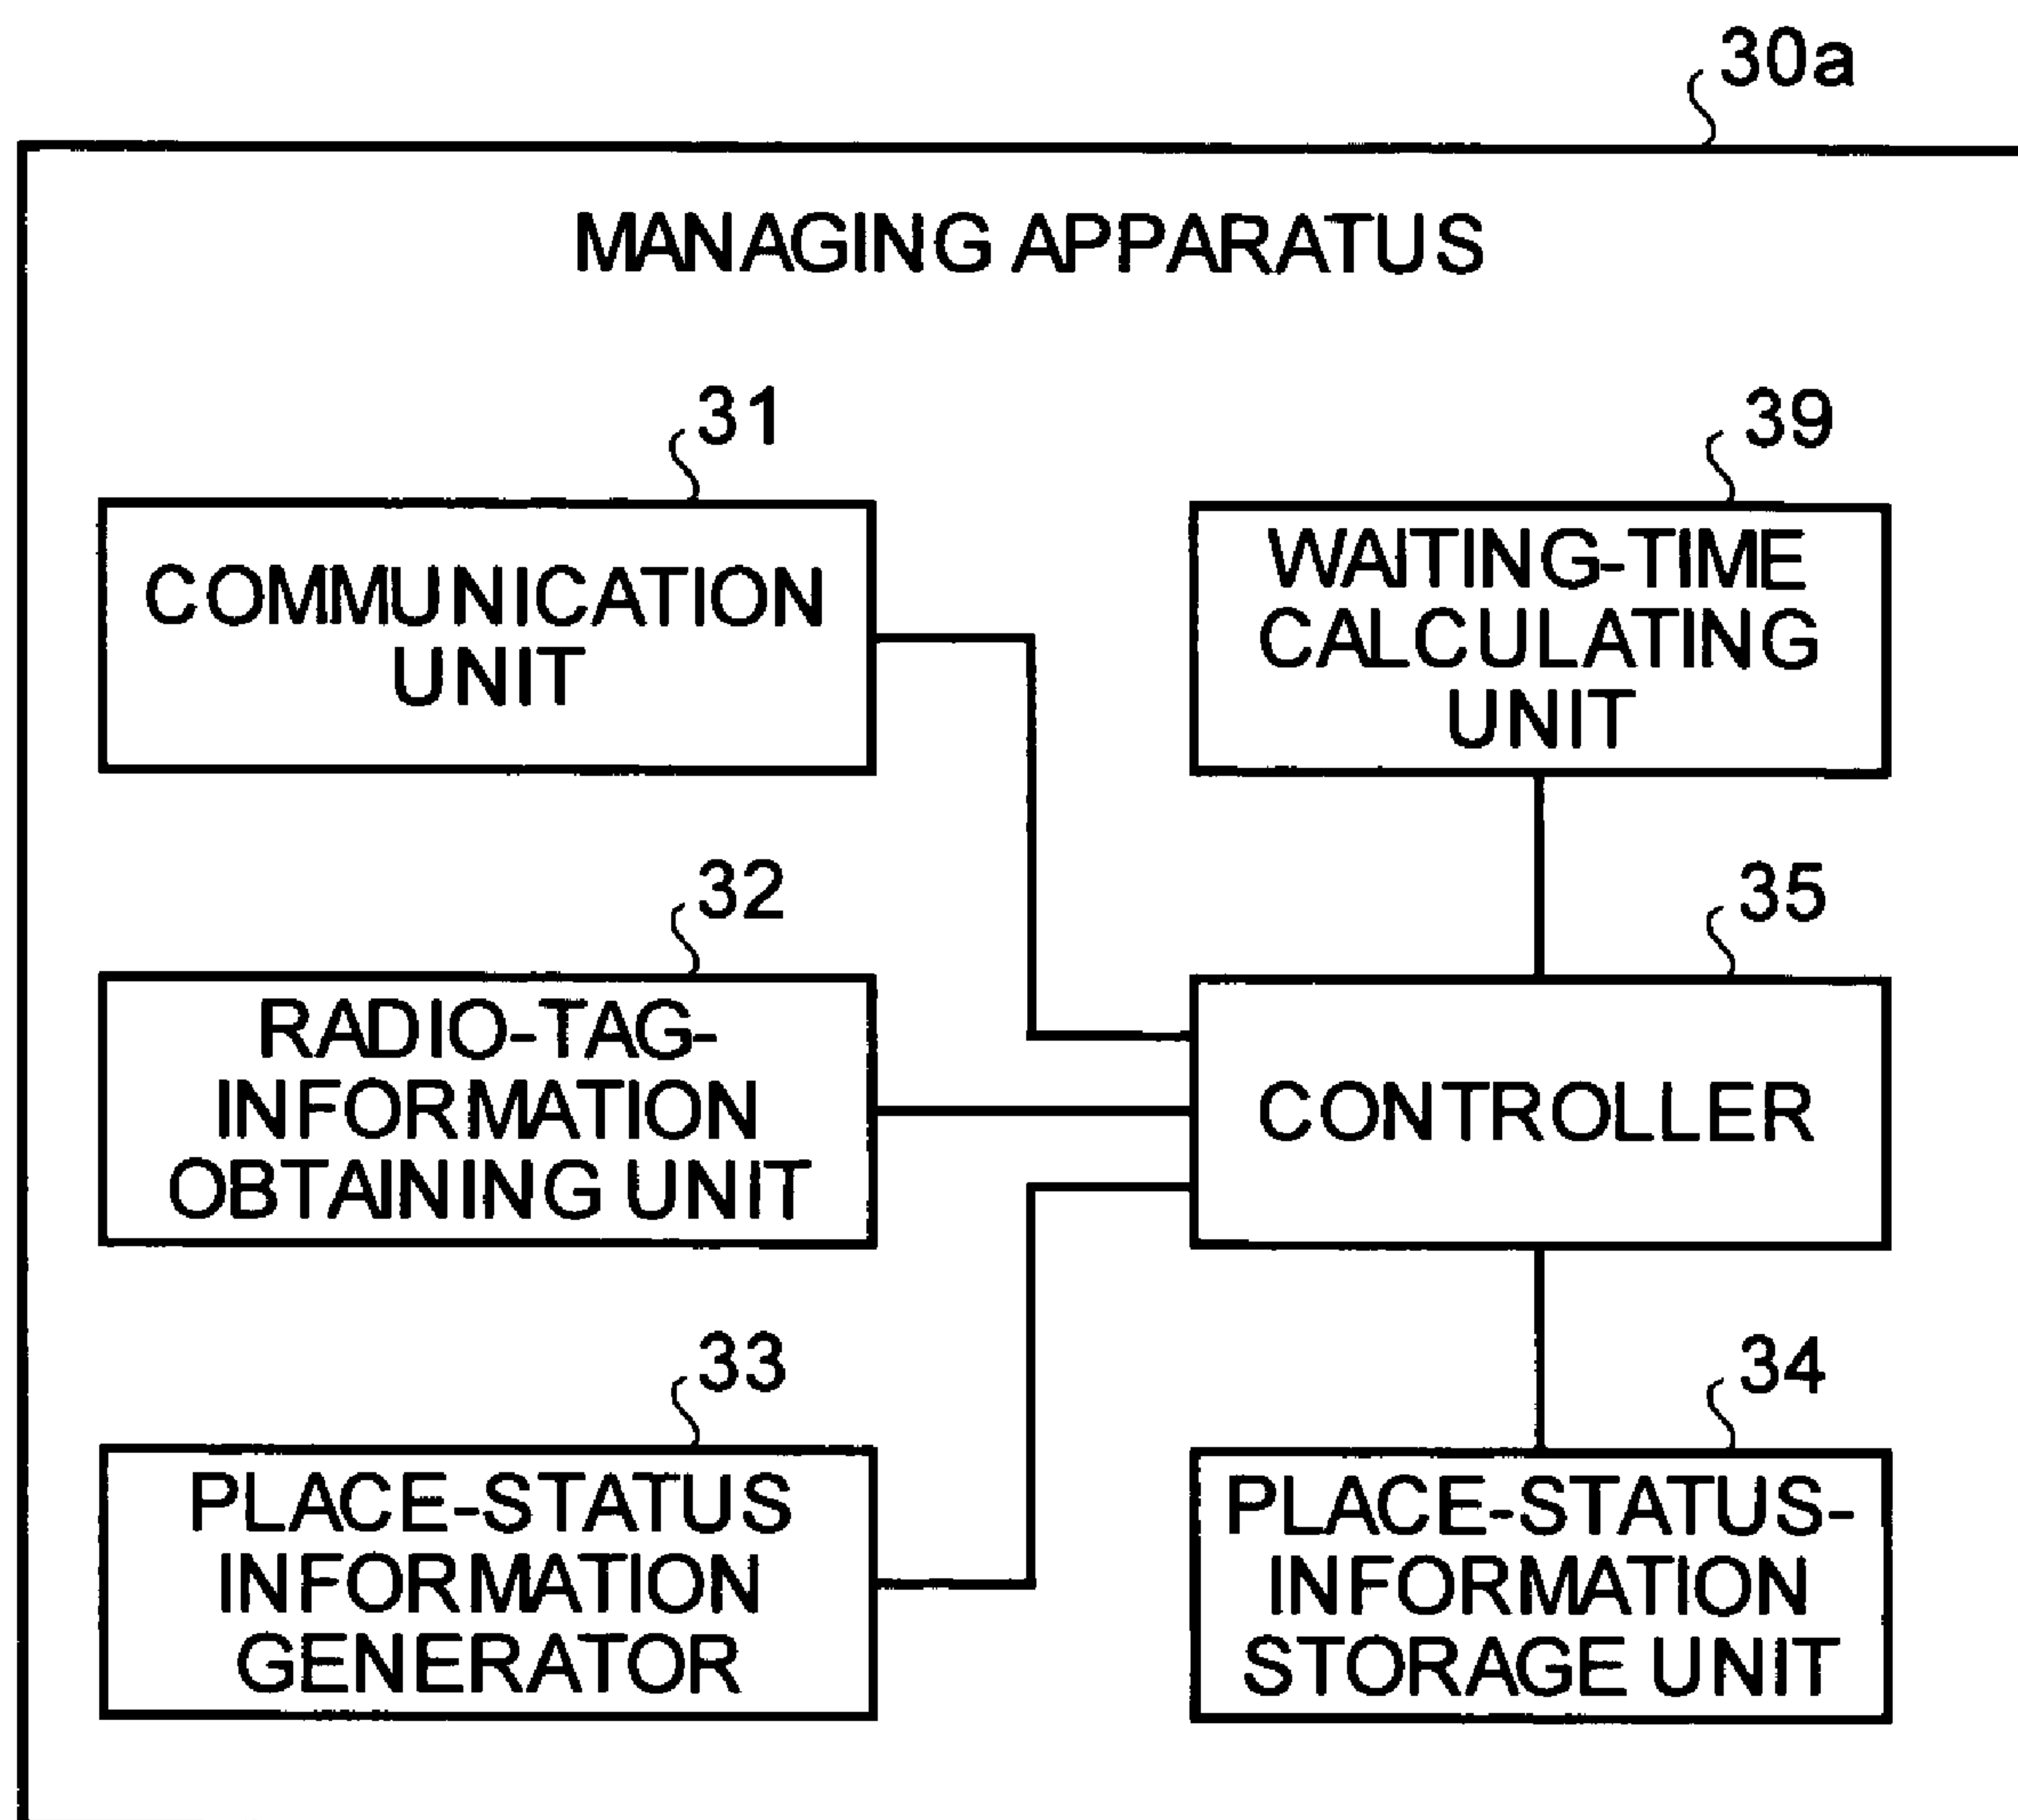 30a
MANAGING APPARATUS
31
COMMUNICATION
UNIT
39
WAITING-TIME
CALCULATING
UNIT
32
RADIO-TAG-
INFORMATION
OBTAINING UNIT
35
CONTROLLER
33
PLACE-STATUS
INFORMATION
GENERATOR
34
PLACE-STATUS-
INFORMATION
STORAGE UNIT